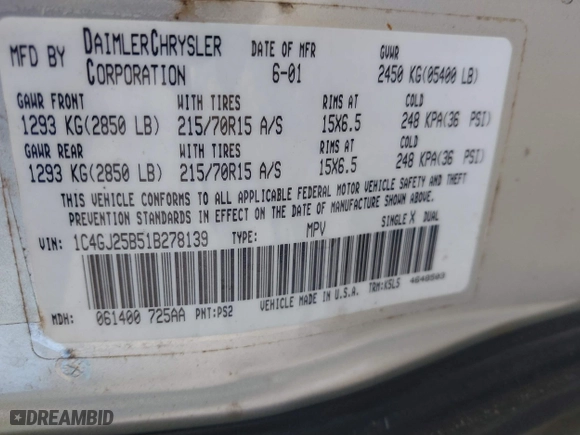 MFD BY DAIMLERCHRYSLER CORPORATION DATE OF MFR 6-01 GVWR 2450 KG(05400 LB)
GAWR FRONT WITH TIRES RIMS AT COLD
1293 KG(2850 LB) 215/70R15 A/S 15X6.5 248 KPA(36 PSI)
GAWR REAR WITH TIRES RIMS AT COLD
1293 KG(2850 LB) 215/70R15 A/S 15X6.5 248 KPA(36 PSI)
THIS VEHICLE CONFORMS TO ALL APPLICABLE FEDERAL MOTOR VEHICLE SAFETY AND THEFT
PREVENTION STANDARDS IN EFFECT ON THE DATE OF MANUFACTURE SHOWN ABOVE.
VIN: 1C4GJ25B51B278139 TYPE: MPV SINGLE X DUAL
MDH: 061400 725AA PNT:PS2 VEHICLE MADE IN U.S.A. TRM:K5LS 4648503
DREAMBID